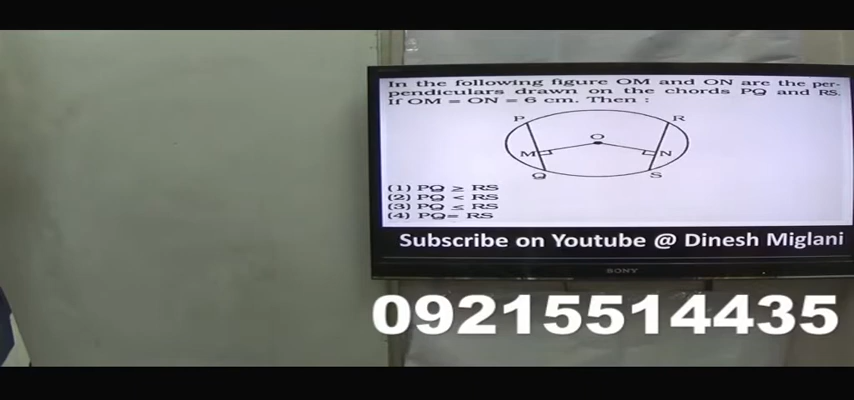 In the following figure OM and ON are the per-
pendiculars drawn on the chords PQ and RS.
If OM = ON = 6 cm. Then :
P
R
O
M
N
Q
S
(1) PQ ≥ RS
(2) PQ < RS
(3) PQ ≤ RS
(4) PQ= RS
Subscribe on Youtube @ Dinesh Miglani
SONY
09215514435